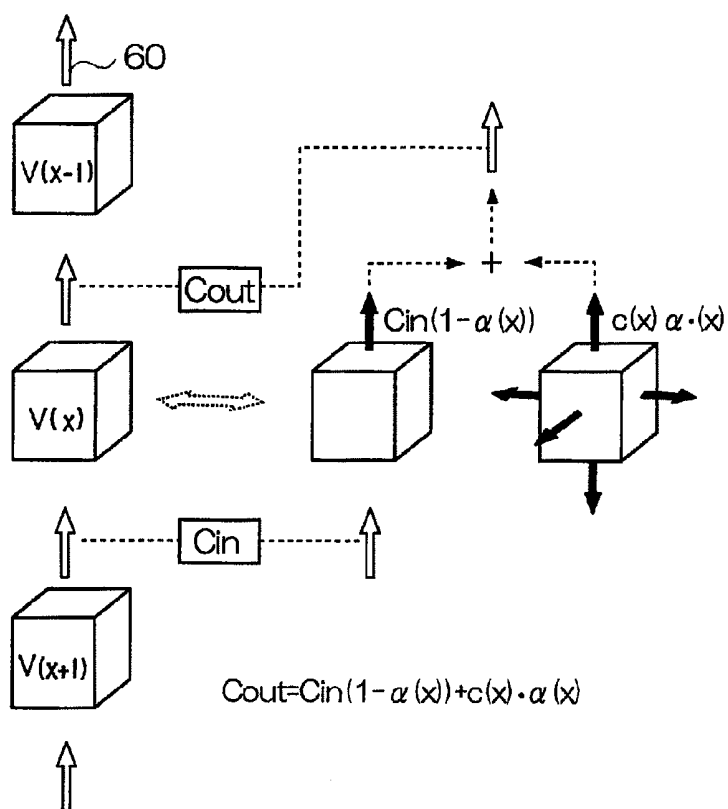 60
V(x-1)
Cout
Cin(1-α(x))
c(x) α·(x)
V(x)
Cin
V(x+1)
Cout=Cin(1-α(x))+c(x)·α(x)
+